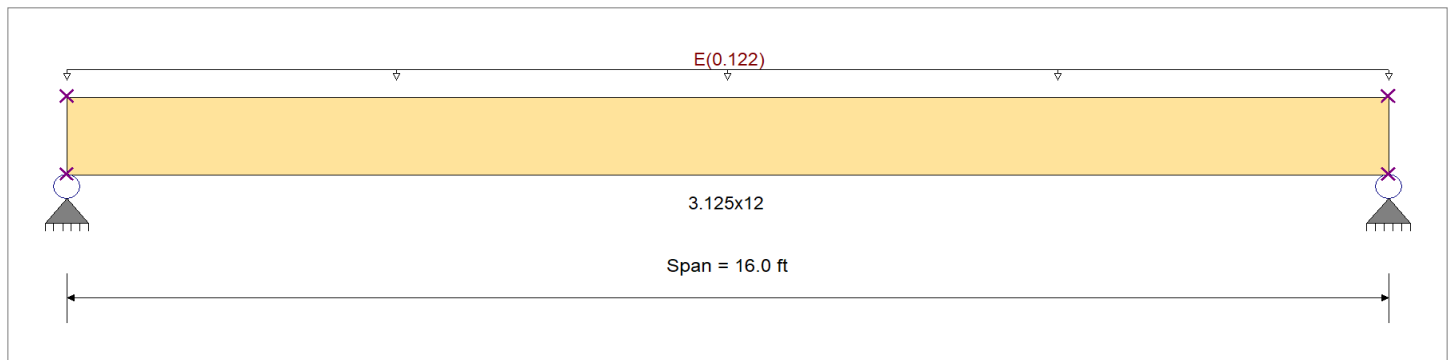 E(0.122)
3.125x12
Span = 16.0 ft